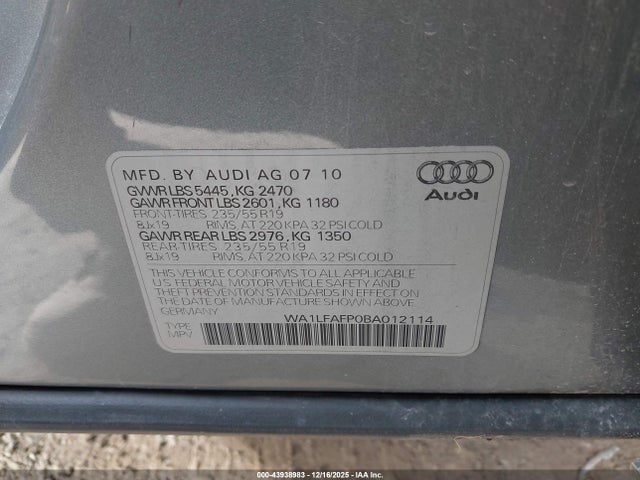 MFD. BY AUDI AG 07 10
GVWR LBS 5445, KG 2470
GAWR FRONT LBS 2601, KG 1180
FRONT-TIRES 235/55 R19
8Jx19 RIMS, AT 220 KPA 32 PSI COLD
GAWR REAR LBS 2976, KG 1350
REAR-TIRES 235/55 R19
8Jx19 RIMS, AT 220 KPA 32 PSI COLD
THIS VEHICLE CONFORMS TO ALL APPLICABLE
U.S FEDERAL MOTOR VEHICLE SAFETY AND
THEFT PREVENTION STANDARDS IN EFFECT ON
THE DATE OF MANUFACTURE SHOWN ABOVE.
GERMANY
WA1LFAFP0BA012114
TYPE
MPV
Audi
12-43938983 | 12/16/2025 | IAA Inc.